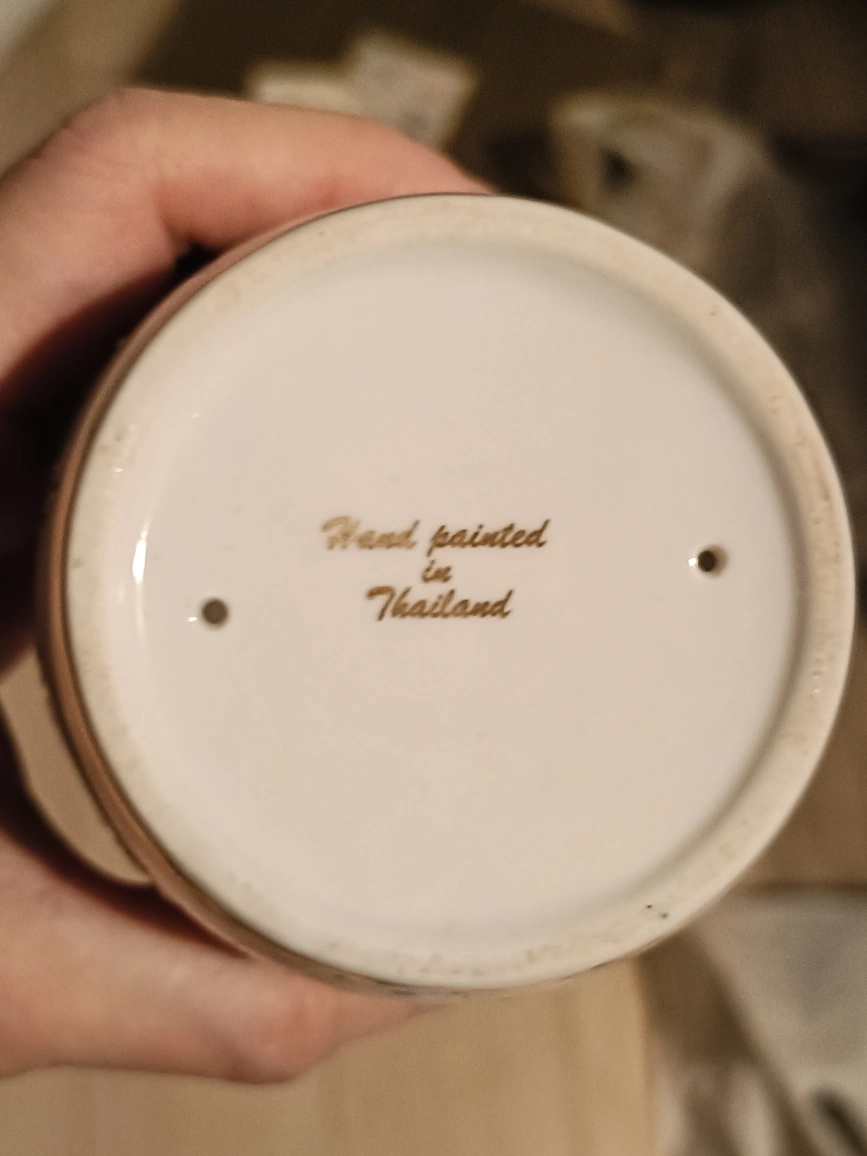 Hand painted
in
Thailand